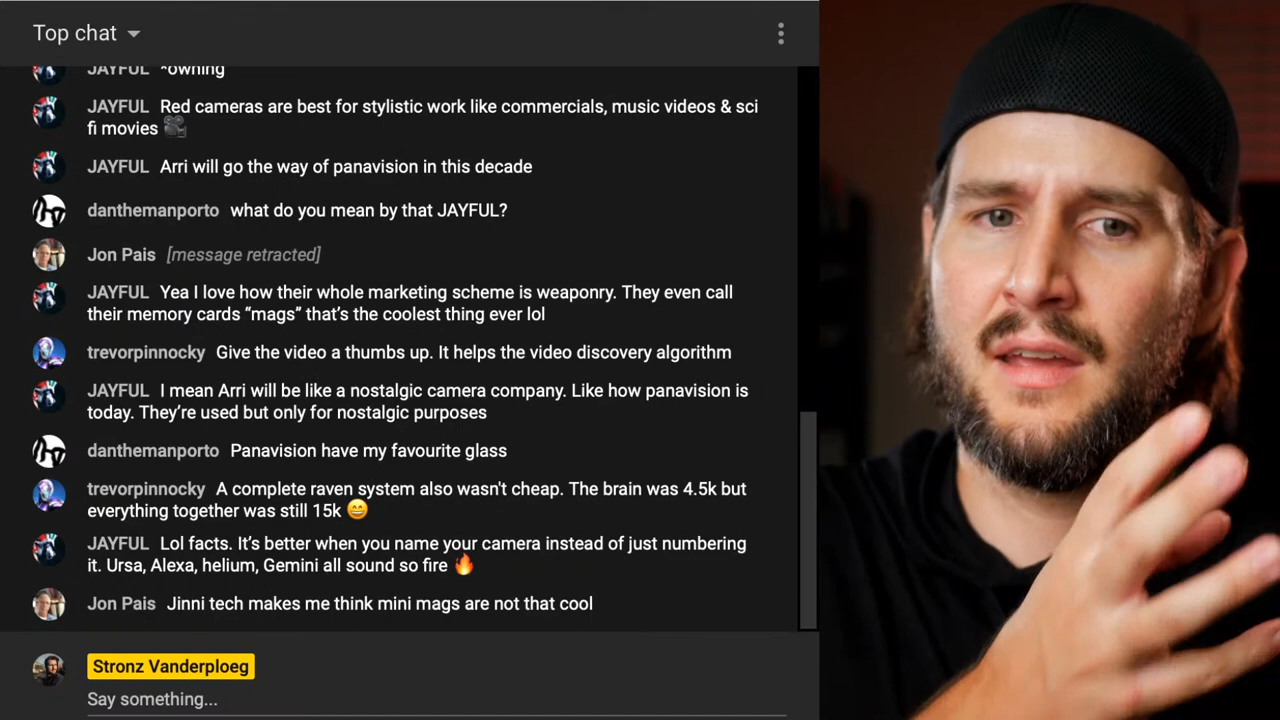 Top chat
JAYFUL *owning
JAYFUL Red cameras are best for stylistic work like commercials, music videos & sci
fi movies 🎥
JAYFUL Arri will go the way of panavision in this decade
danthemanporto what do you mean by that JAYFUL?
Jon Pais [message retracted]
JAYFUL Yea I love how their whole marketing scheme is weaponry. They even call
their memory cards “mags” that’s the coolest thing ever lol
trevorpinnocky Give the video a thumbs up. It helps the video discovery algorithm
JAYFUL I mean Arri will be like a nostalgic camera company. Like how panavision is
today. They’re used but only for nostalgic purposes
danthemanporto Panavision have my favourite glass
trevorpinnocky A complete raven system also wasn't cheap. The brain was 4.5k but
everything together was still 15k 😄
JAYFUL Lol facts. It’s better when you name your camera instead of just numbering
it. Ursa, Alexa, helium, Gemini all sound so fire 🔥
Jon Pais Jinni tech makes me think mini mags are not that cool
Stronz Vanderploeg
Say something...